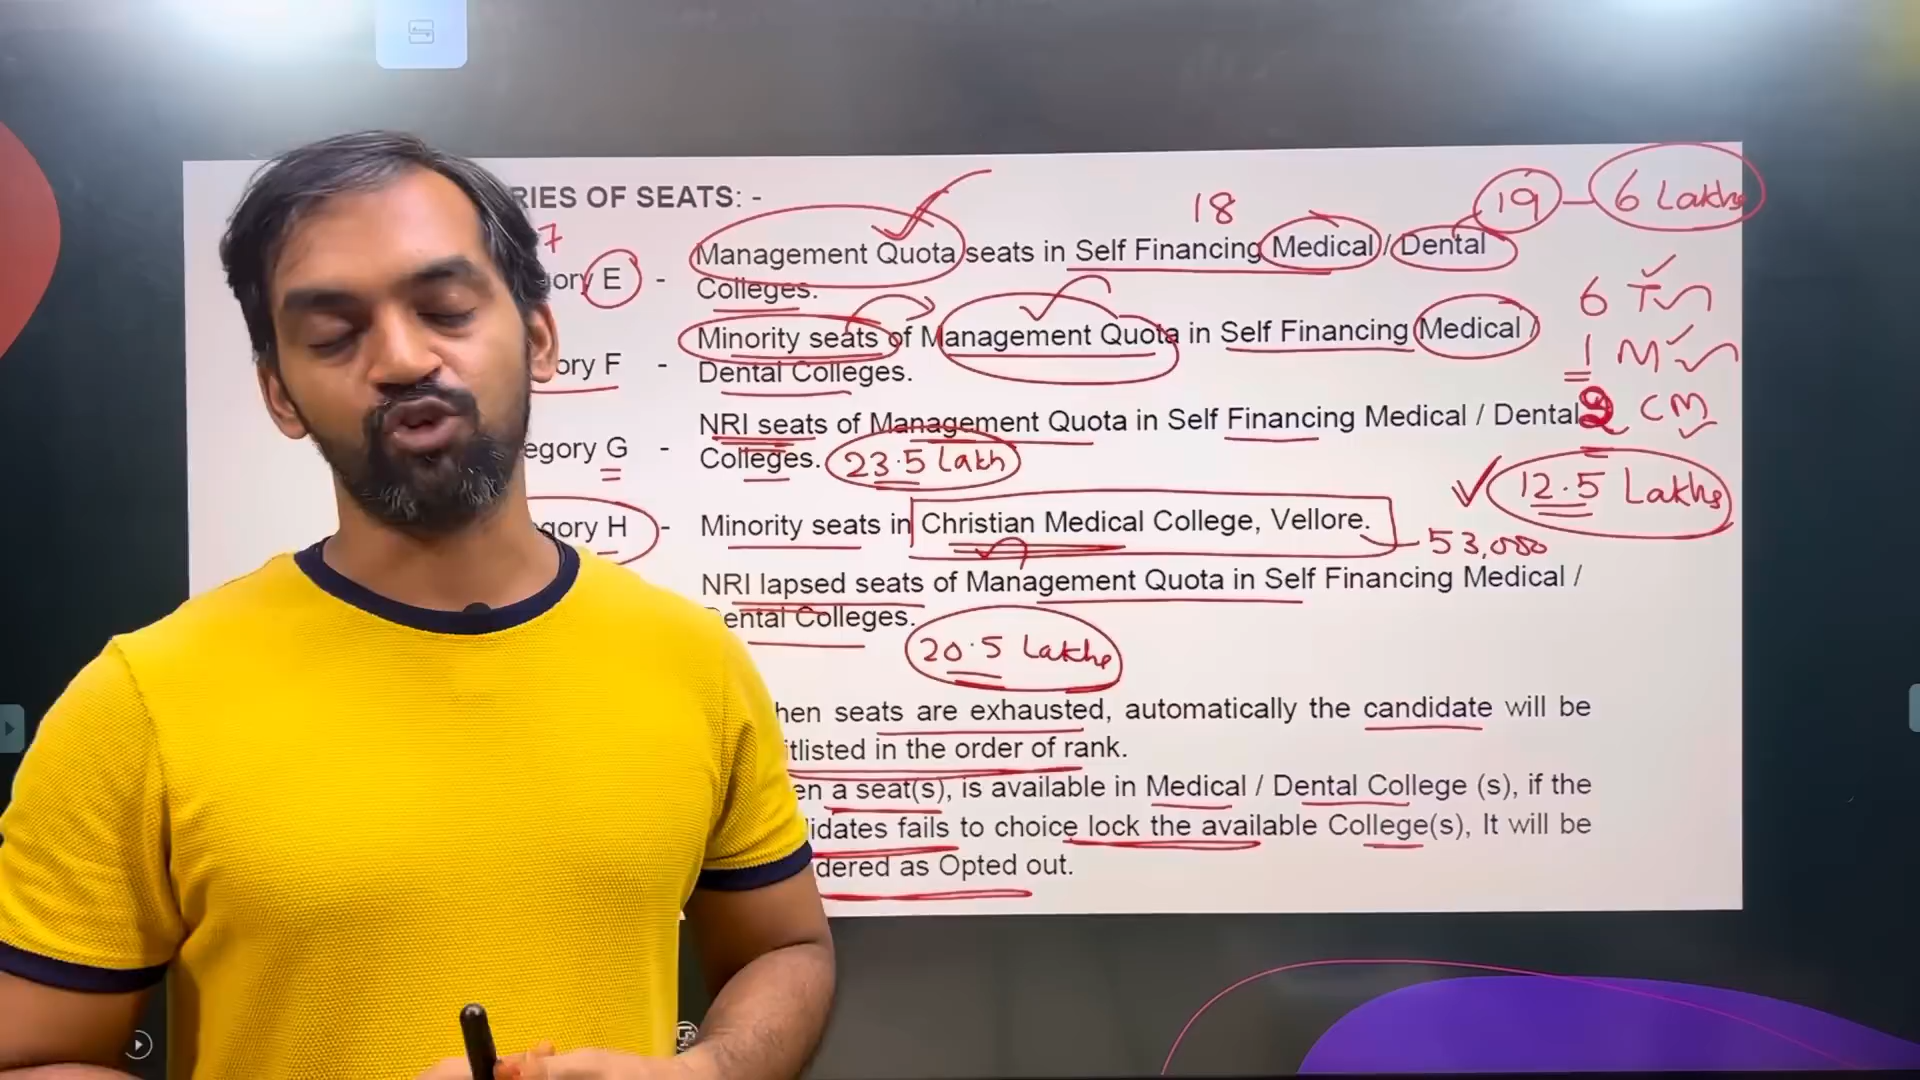 RIES OF SEATS: -
18
19 - 6 Lakhs
7
Management Quota seats in Self Financing Medical / Dental
ory E - Colleges.
6 T
Minority seats of Management Quota in Self Financing Medical /
1 M
ory F - Dental Colleges.
2 CM
NRI seats of Management Quota in Self Financing Medical / Dental
egory G - Colleges. 23.5 Lakh
12.5 Lakhs
gory H - Minority seats in Christian Medical College, Vellore.
53,000
NRI lapsed seats of Management Quota in Self Financing Medical /
ental Colleges.
20.5 Lakhs
hen seats are exhausted, automatically the candidate will be
itlisted in the order of rank.
en a seat(s), is available in Medical / Dental College (s), if the
idates fails to choice lock the available College(s), It will be
dered as Opted out.